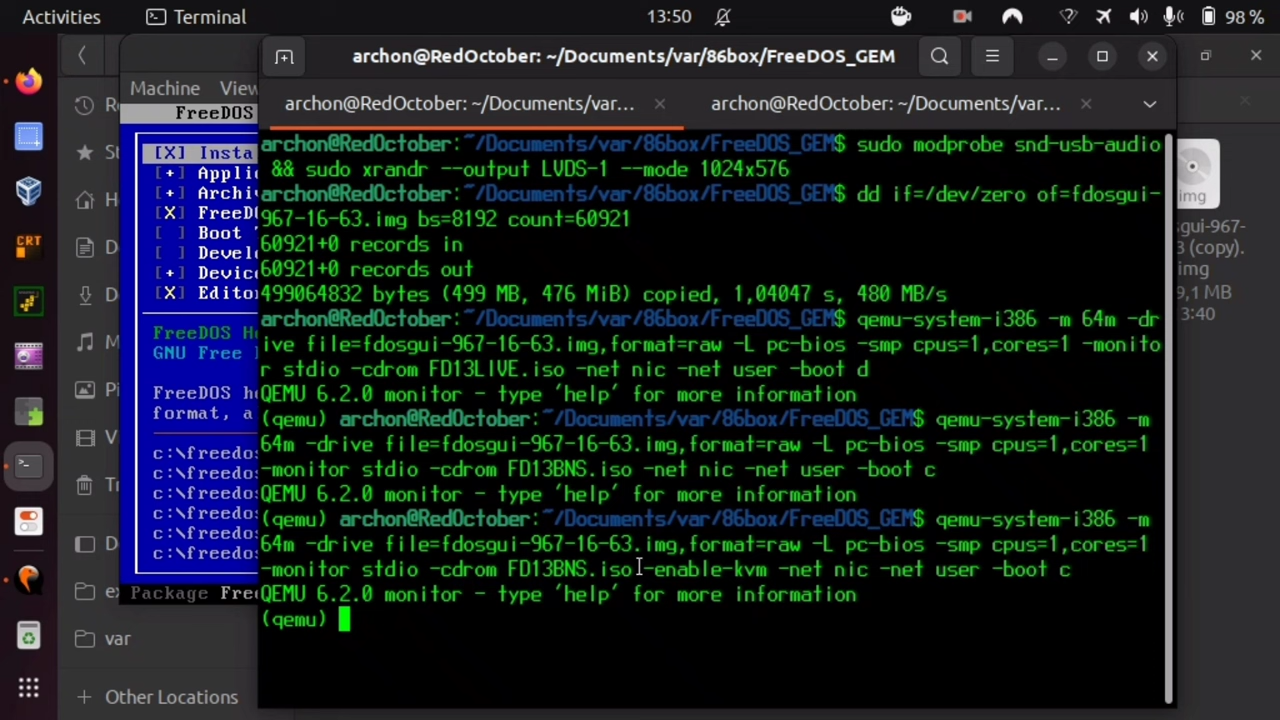 Activities
Terminal
13:50
98 %
archon@RedOctober: ~/Documents/var/86box/FreeDOS_GEM
Machine View
archon@RedOctober: ~/Documents/var...
archon@RedOctober: ~/Documents/var...
FreeDOS
[X] Insta
[+] Appli
[+] Archi
[X] FreeD
[ ] Boot
[ ] Devel
[+] Device
[X] Editor
FreeDOS H
GNU Free
FreeDOS h
format, a
c:\freedos
c:\freedos
c:\freedos
c:\freedos
c:\freedos
Package Free
archon@RedOctober:~/Documents/var/86box/FreeDOS_GEM$ sudo modprobe snd-usb-audio
&& sudo xrandr --output LVDS-1 --mode 1024x576
archon@RedOctober:~/Documents/var/86box/FreeDOS_GEM$ dd if=/dev/zero of=fdosgui-
967-16-63.img bs=8192 count=60921
60921+0 records in
60921+0 records out
499064832 bytes (499 MB, 476 MiB) copied, 1,04047 s, 480 MB/s
archon@RedOctober:~/Documents/var/86box/FreeDOS_GEM$ qemu-system-i386 -m 64m -dr
ive file=fdosgui-967-16-63.img,format=raw -L pc-bios -smp cpus=1,cores=1 -monito
r stdio -cdrom FD13LIVE.iso -net nic -net user -boot d
QEMU 6.2.0 monitor - type 'help' for more information
(qemu) archon@RedOctober:~/Documents/var/86box/FreeDOS_GEM$ qemu-system-i386 -m
64m -drive file=fdosgui-967-16-63.img,format=raw -L pc-bios -smp cpus=1,cores=1
-monitor stdio -cdrom FD13BNS.iso -net nic -net user -boot c
QEMU 6.2.0 monitor - type 'help' for more information
(qemu) archon@RedOctober:~/Documents/var/86box/FreeDOS_GEM$ qemu-system-i386 -m
64m -drive file=fdosgui-967-16-63.img,format=raw -L pc-bios -smp cpus=1,cores=1
-monitor stdio -cdrom FD13BNS.iso -enable-kvm -net nic -net user -boot c
QEMU 6.2.0 monitor - type 'help' for more information
(qemu)
img
sgui-967-
3 (copy).
img
9,1 MB
3:40
CRT
var
+ Other Locations